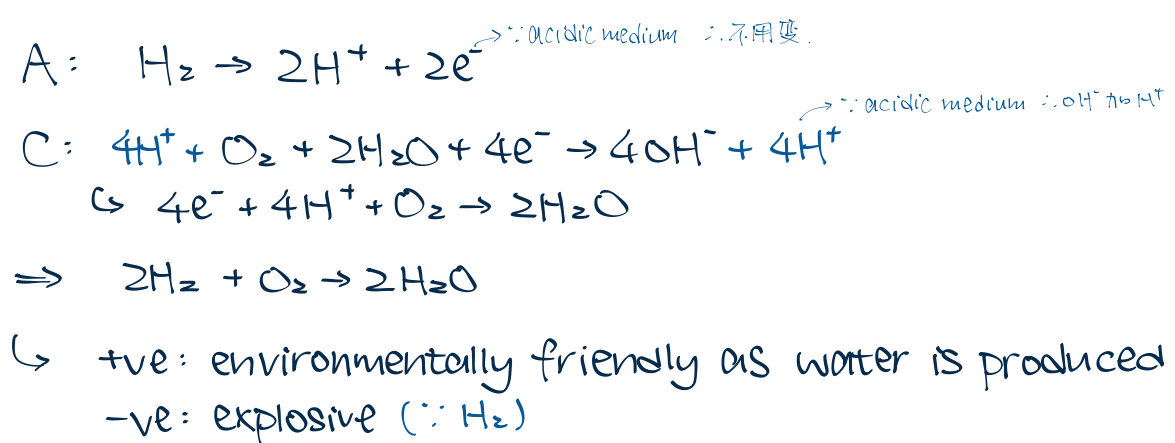 ∵ acidic medium ∴不用变.
A: H₂ → 2H⁺ + 2e⁻
∵ acidic medium ∴ OH⁻ 加 H⁺
C: 4H⁺ + O₂ + 2H₂O + 4e⁻ → 4OH⁻ + 4H⁺
↳ 4e⁻ + 4H⁺ + O₂ → 2H₂O
⇒ 2H₂ + O₂ → 2H₂O
↳ +ve: environmentally friendly as water is produced
-ve: explosive (∵ H₂)